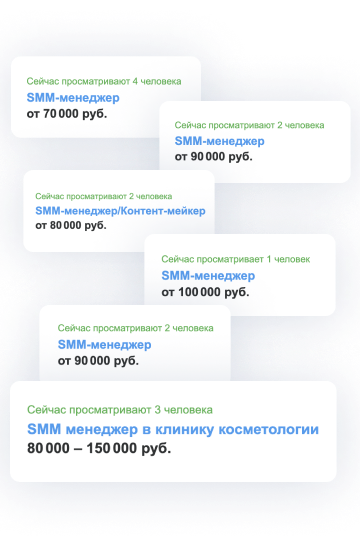 Сейчас просматривают 4 человека
SMM-менеджер
от 70 000 руб.
Сейчас просматривают 2 человека
SMM-менеджер
от 90 000 руб.
Сейчас просматривают 2 человека
SMM-менеджер/Контент-мейкер
от 80 000 руб.
Сейчас просматривает 1 человек
SMM-менеджер
от 100 000 руб.
Сейчас просматривают 2 человека
SMM-менеджер
от 90 000 руб.
Сейчас просматривают 3 человека
SMM менеджер в клинику косметологии
80 000 – 150 000 руб.